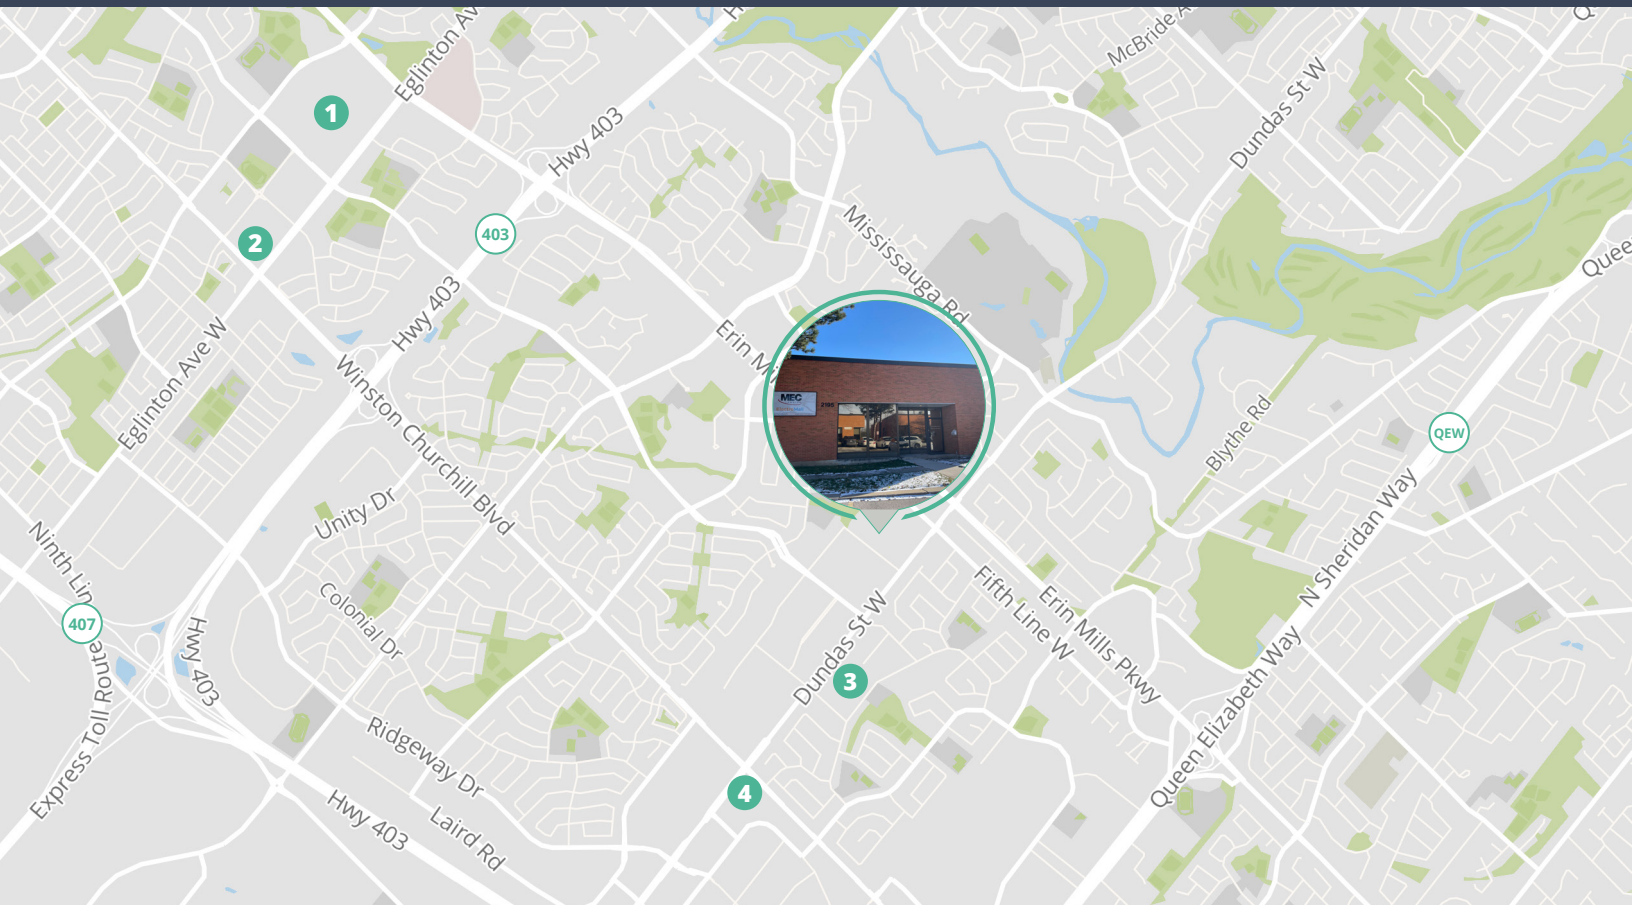 Eglinton Av
McBride A
Dundas St W
1
Hwy 403
2
403
Mississauga Rd
Quee
Hwy 403
Eglinton Ave W
Winston Churchill Blvd
Erin Mi
MEC
Blythe Rd
QEW
Unity Dr
N Sheridan Way
Ninth Lin
407
Colonial Dr
Hwy 403
Fifth Line W
Erin Mills Pkwy
Dundas St W
3
Express Toll Route
Queen Elizabeth Way
Ridgeway Dr
4
Hwy 403
Laird Rd